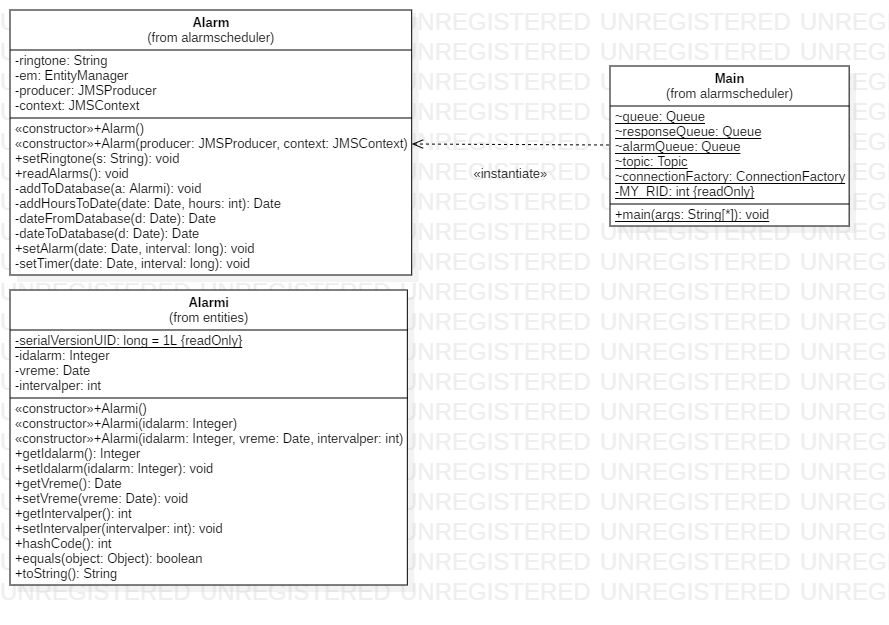 Alarm
(from alarmscheduler)
-ringtone: String
-em: EntityManager
-producer: JMSProducer
-context: JMSContext
«constructor»+Alarm()
«constructor»+Alarm(producer: JMSProducer, context: JMSContext)
+setRingtone(s: String): void
+readAlarms(): void
-addToDatabase(a: Alarmi): void
-addHoursToDate(date: Date, hours: int): Date
-dateFromDatabase(d: Date): Date
-dateToDatabase(d: Date): Date
+setAlarm(date: Date, interval: long): void
-setTimer(date: Date, interval: long): void
«instantiate»
Main
(from alarmscheduler)
~queue: Queue
~responseQueue: Queue
~alarmQueue: Queue
~topic: Topic
~connectionFactory: ConnectionFactory
-MY_RID: int {readOnly}
+main(args: String[*]): void
Alarmi
(from entities)
-serialVersionUID: long = 1L {readOnly}
-idalarm: Integer
-vreme: Date
-intervalper: int
«constructor»+Alarmi()
«constructor»+Alarmi(idalarm: Integer)
«constructor»+Alarmi(idalarm: Integer, vreme: Date, intervalper: int)
+getIdalarm(): Integer
+setIdalarm(idalarm: Integer): void
+getVreme(): Date
+setVreme(vreme: Date): void
+getIntervalper(): int
+setIntervalper(intervalper: int): void
+hashCode(): int
+equals(object: Object): boolean
+toString(): String
UNREGISTERED UNREGISTERED UNREGISTERED UNREGISTERED UNREG